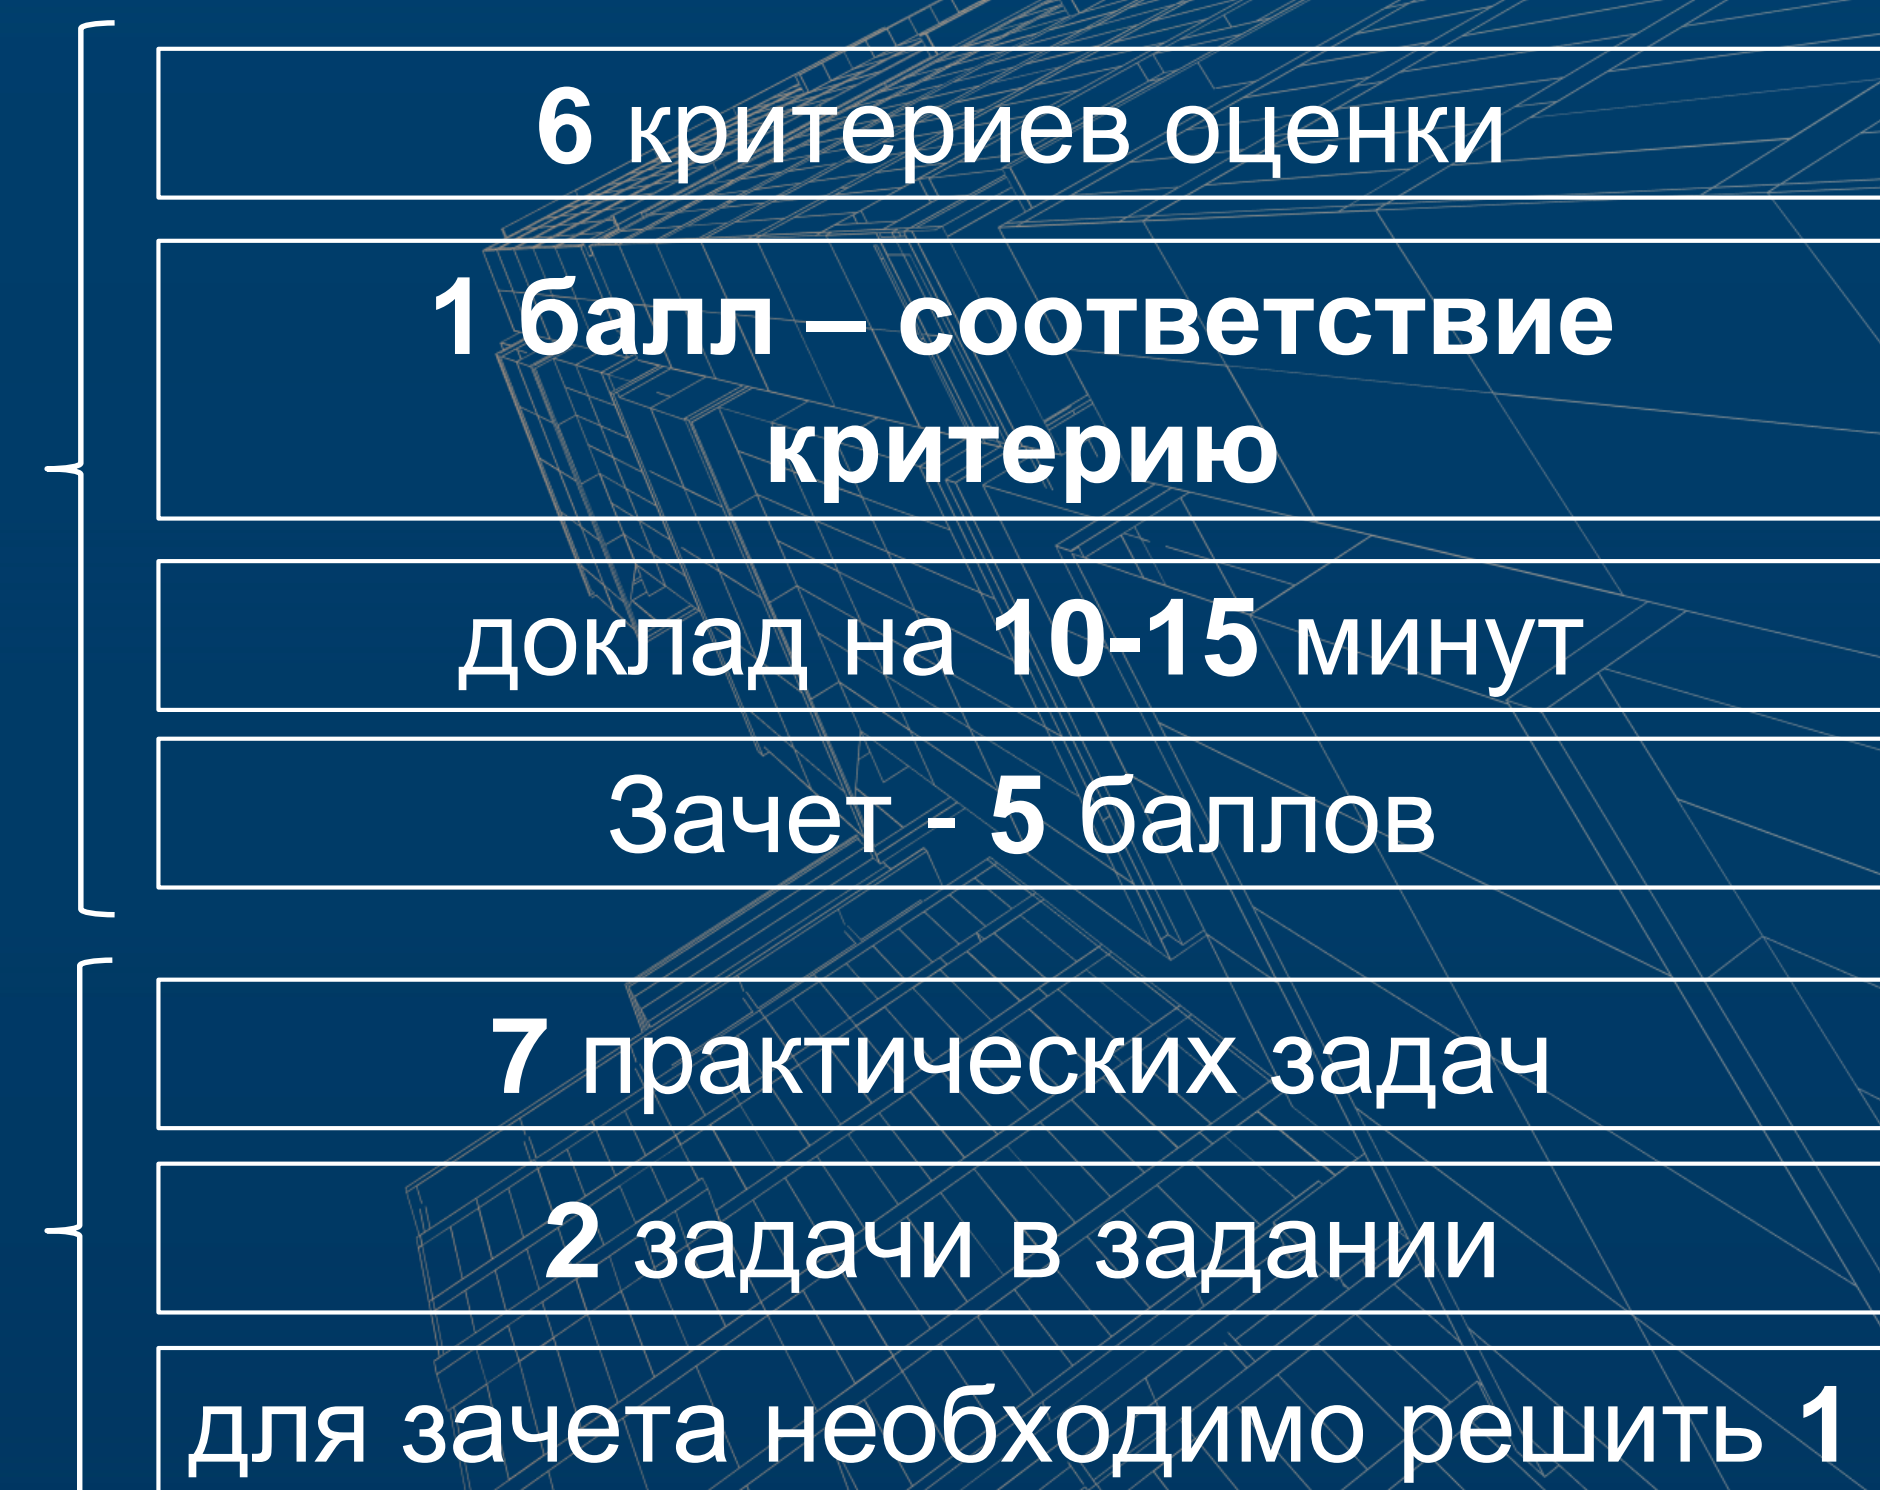 6 критериев оценки
1 балл – соответствие
критерию
доклад на 10-15 минут
Зачет - 5 баллов
7 практических задач
2 задачи в задании
для зачета необходимо решить 1